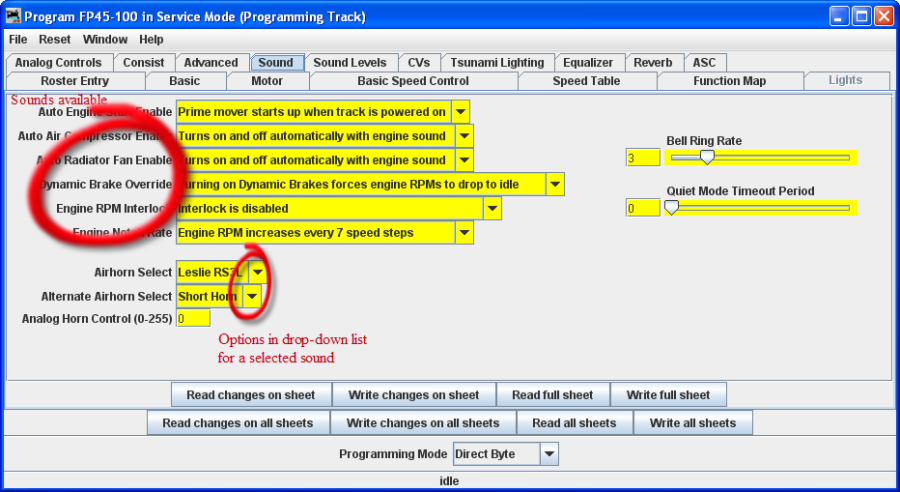 Program FP45-100 in Service Mode (Programming Track)
File Reset Window Help
Analog Controls Consist Advanced Sound Sound Levels CVs Tsunami Lighting Equalizer Reverb ASC
Roster Entry Basic Motor Basic Speed Control Speed Table Function Map Lights
Sounds available
Auto Engine Enable Prime mover starts up when track is powered on
Auto Air Compressor Enable Turns on and off automatically with engine sound
Auto Radiator Fan Enable Turns on and off automatically with engine sound
Dynamic Brake Override Turning on Dynamic Brakes forces engine RPMs to drop to idle
Engine RPM Interlock Interlock is disabled
Engine Notch Rate Engine RPM increases every 7 speed steps
Bell Ring Rate
3
Quiet Mode Timeout Period
0
Airhorn Select Leslie RS3L
Alternate Airhorn Select Short Horn
Analog Horn Control (0-255) 0
Options in drop-down list
for a selected sound
Read changes on sheet Write changes on sheet Read full sheet Write full sheet
Read changes on all sheets Write changes on all sheets Read all sheets Write all sheets
Programming Mode Direct Byte
idle